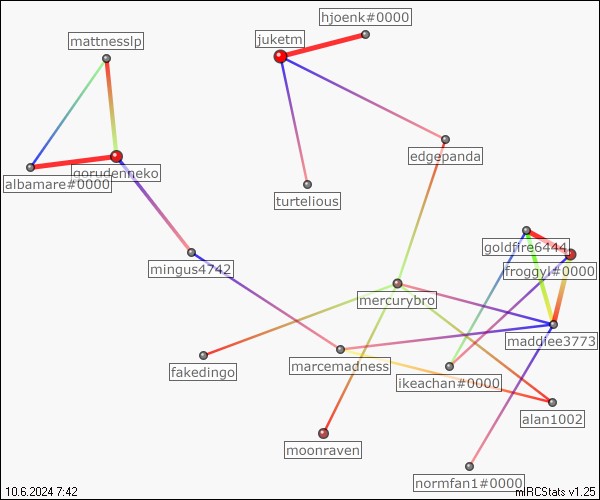 hjoenk#0000
juketm
mattnesslp
edgepanda
gorudenneko
albamare#0000
turtelious
goldfire6444
mingus4742
froggyl#0000
mercurybro
maddiee3773
marcemadness
fakedingo
ikeachan#0000
alan1002
moonraven
normfan1#0000
10.6.2024 7:42
mIRCStats v1.25